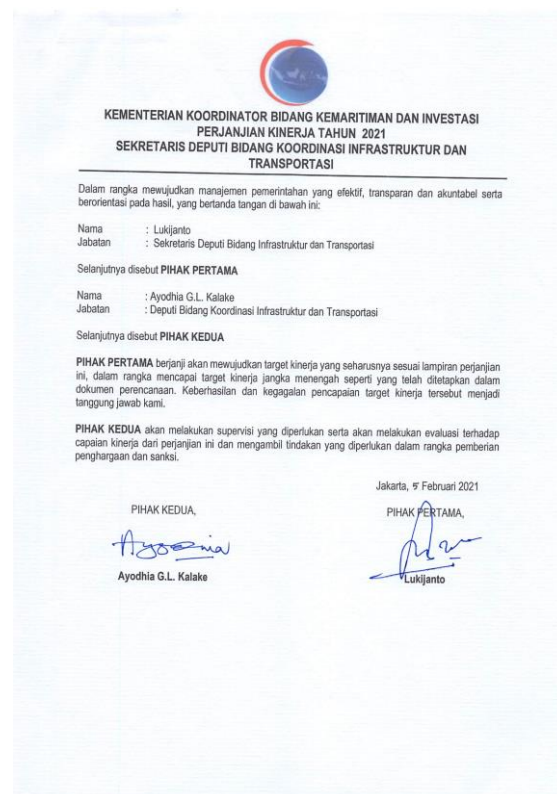 KEMENTERIAN KOORDINATOR BIDANG KEMARITIMAN DAN INVESTASI
PERJANJIAN KINERJA TAHUN 2021
SEKRETARIS DEPUTI BIDANG KOORDINASI INFRASTRUKTUR DAN
TRANSPORTASI
Dalam rangka mewujudkan manajemen pemerintahan yang efektif, transparan dan akuntabel serta
berorientasi pada hasil, yang bertanda tangan di bawah ini:
Nama : Lukijanto
Jabatan : Sekretaris Deputi Bidang Infrastruktur dan Transportasi
Selanjutnya disebut PIHAK PERTAMA
Nama : Ayodhia G.L. Kalake
Jabatan : Deputi Bidang Koordinasi Infrastruktur dan Transportasi
Selanjutnya disebut PIHAK KEDUA
PIHAK PERTAMA berjanji akan mewujudkan target kinerja yang seharusnya sesuai lampiran perjanjian
ini, dalam rangka mencapai target kinerja jangka menengah seperti yang telah ditetapkan dalam
dokumen perencanaan. Keberhasilan dan kegagalan pencapaian target kinerja tersebut menjadi
tanggung jawab kami.
PIHAK KEDUA akan melakukan supervisi yang diperlukan serta akan melakukan evaluasi terhadap
capaian kinerja dari perjanjian ini dan mengambil tindakan yang diperlukan dalam rangka pemberian
penghargaan dan sanksi.
Jakarta, 5 Februari 2021
PIHAK KEDUA, PIHAK PERTAMA,
Ayodhia G.L. Kalake Lukijanto